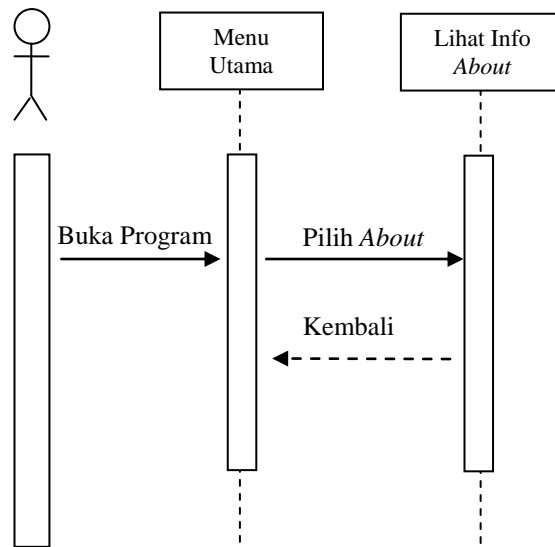 Menu
Utama
Lihat Info
About
Buka Program
Pilih About
Kembali